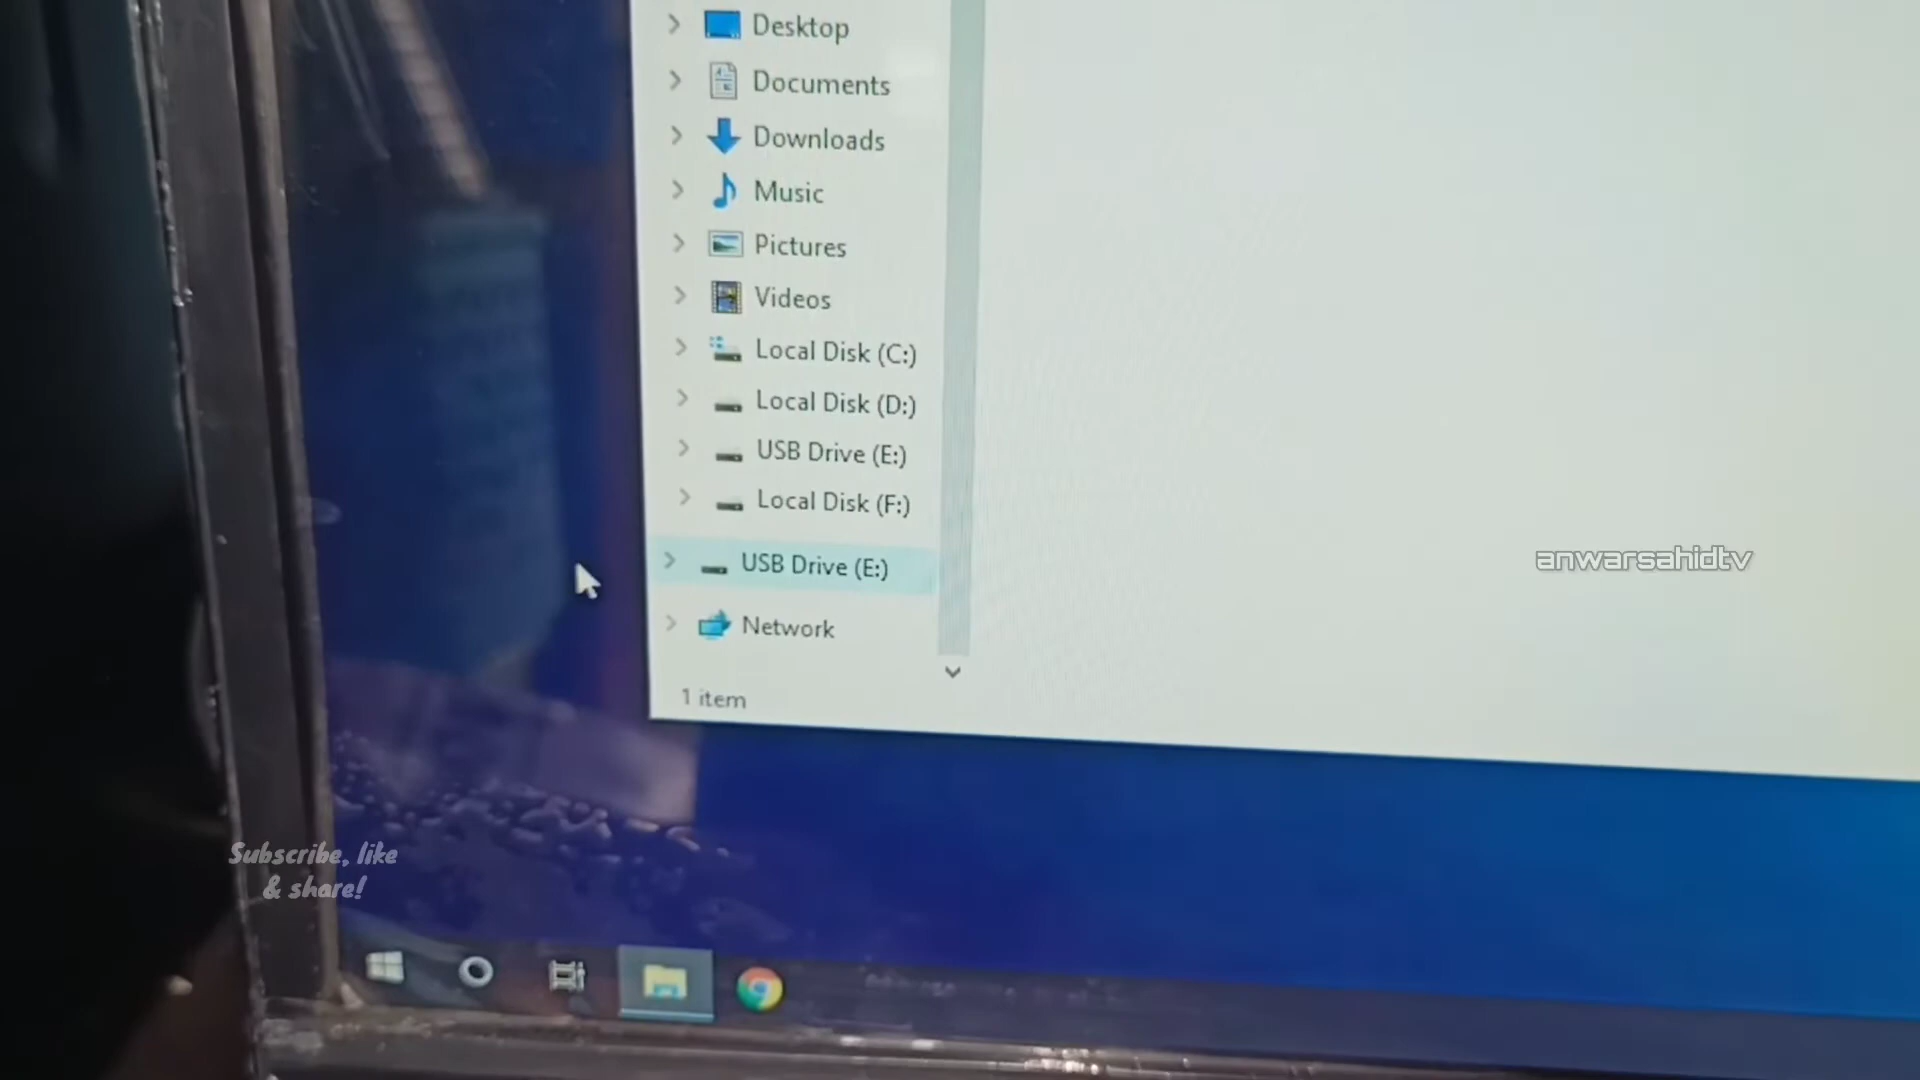 Desktop
Documents
Downloads
Music
Pictures
Videos
Local Disk (C:)
Local Disk (D:)
USB Drive (E:)
Local Disk (F:)
USB Drive (E:)
Network
1 item
anwarsahidtv
Subscribe, like
& share!